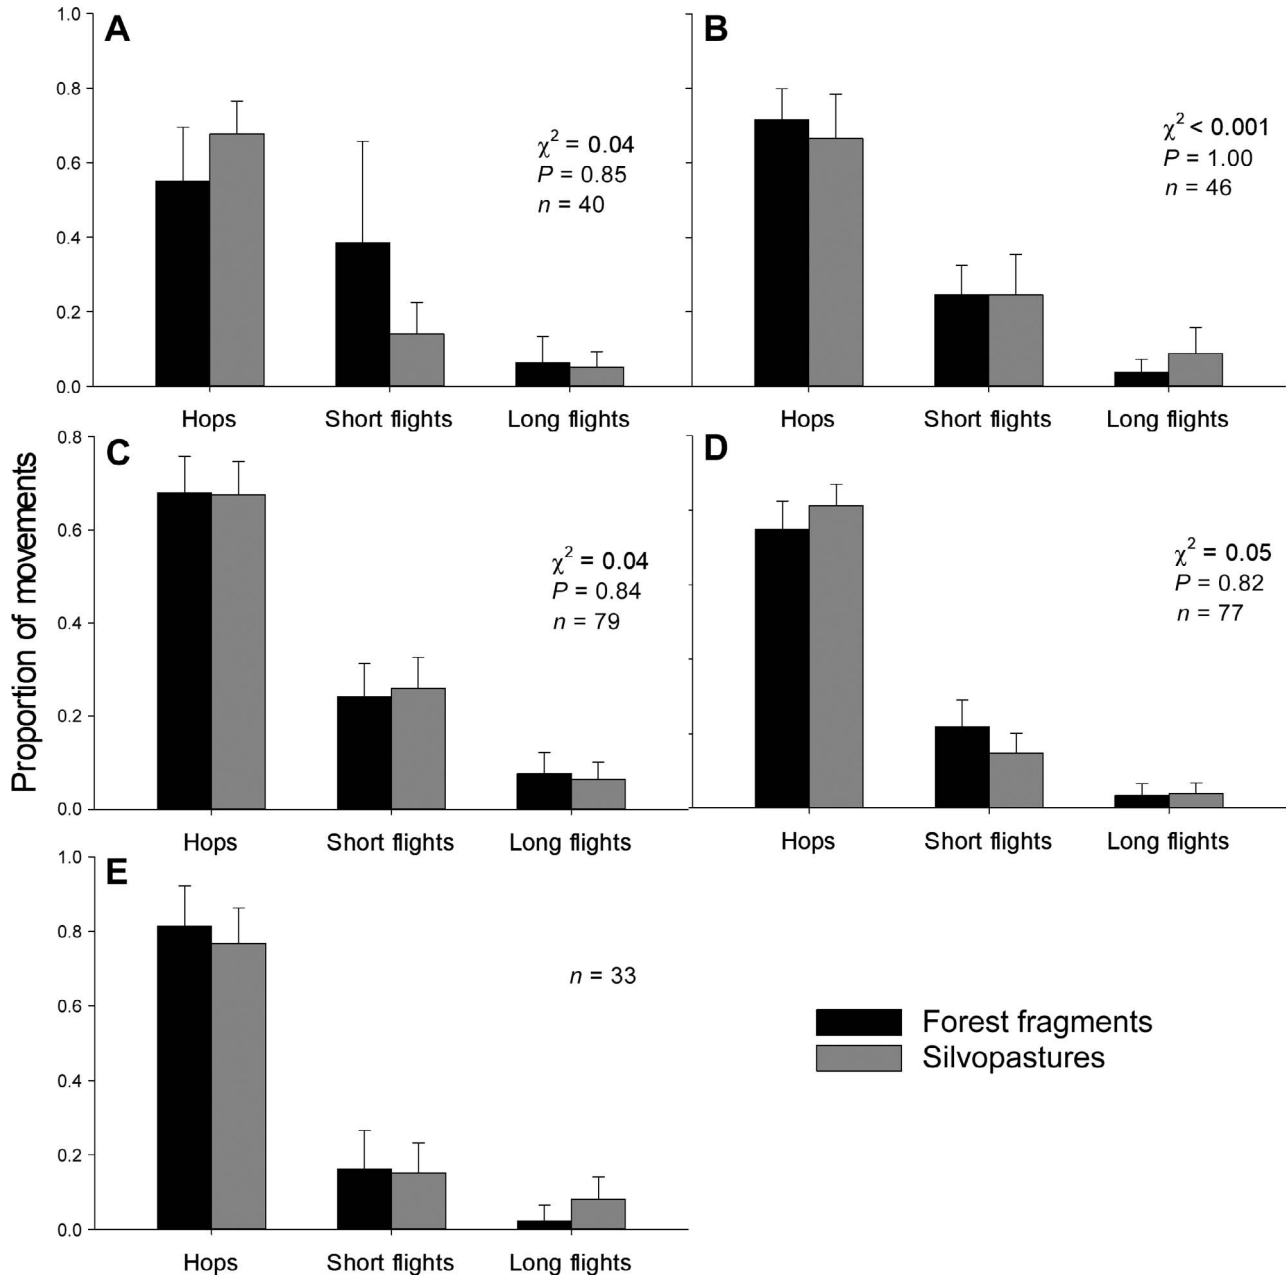 A
B
1.0
0.8
0.6
0.4
0.2
0.0
χ² = 0.04
P = 0.85
n = 40
χ² < 0.001
P = 1.00
n = 46
Hops Short flights Long flights
Hops Short flights Long flights
Proportion of movements
C
D
0.8
0.6
0.4
0.2
0.0
χ² = 0.04
P = 0.84
n = 79
χ² = 0.05
P = 0.82
n = 77
Hops Short flights Long flights
Hops Short flights Long flights
E
1.0
0.8
0.6
0.4
0.2
0.0
n = 33
Hops Short flights Long flights
Forest fragments
Silvopastures